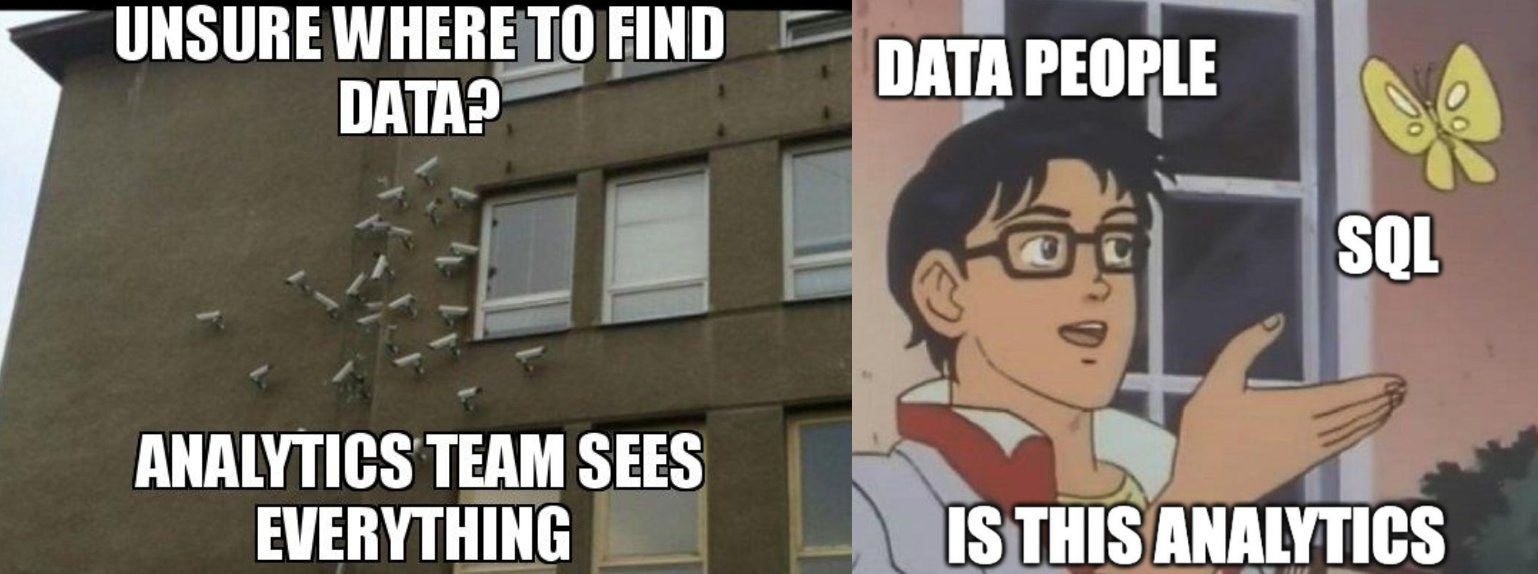 UNSURE WHERE TO FIND
DATA?
ANALYTICS TEAM SEES
EVERYTHING
DATA PEOPLE
SQL
IS THIS ANALYTICS